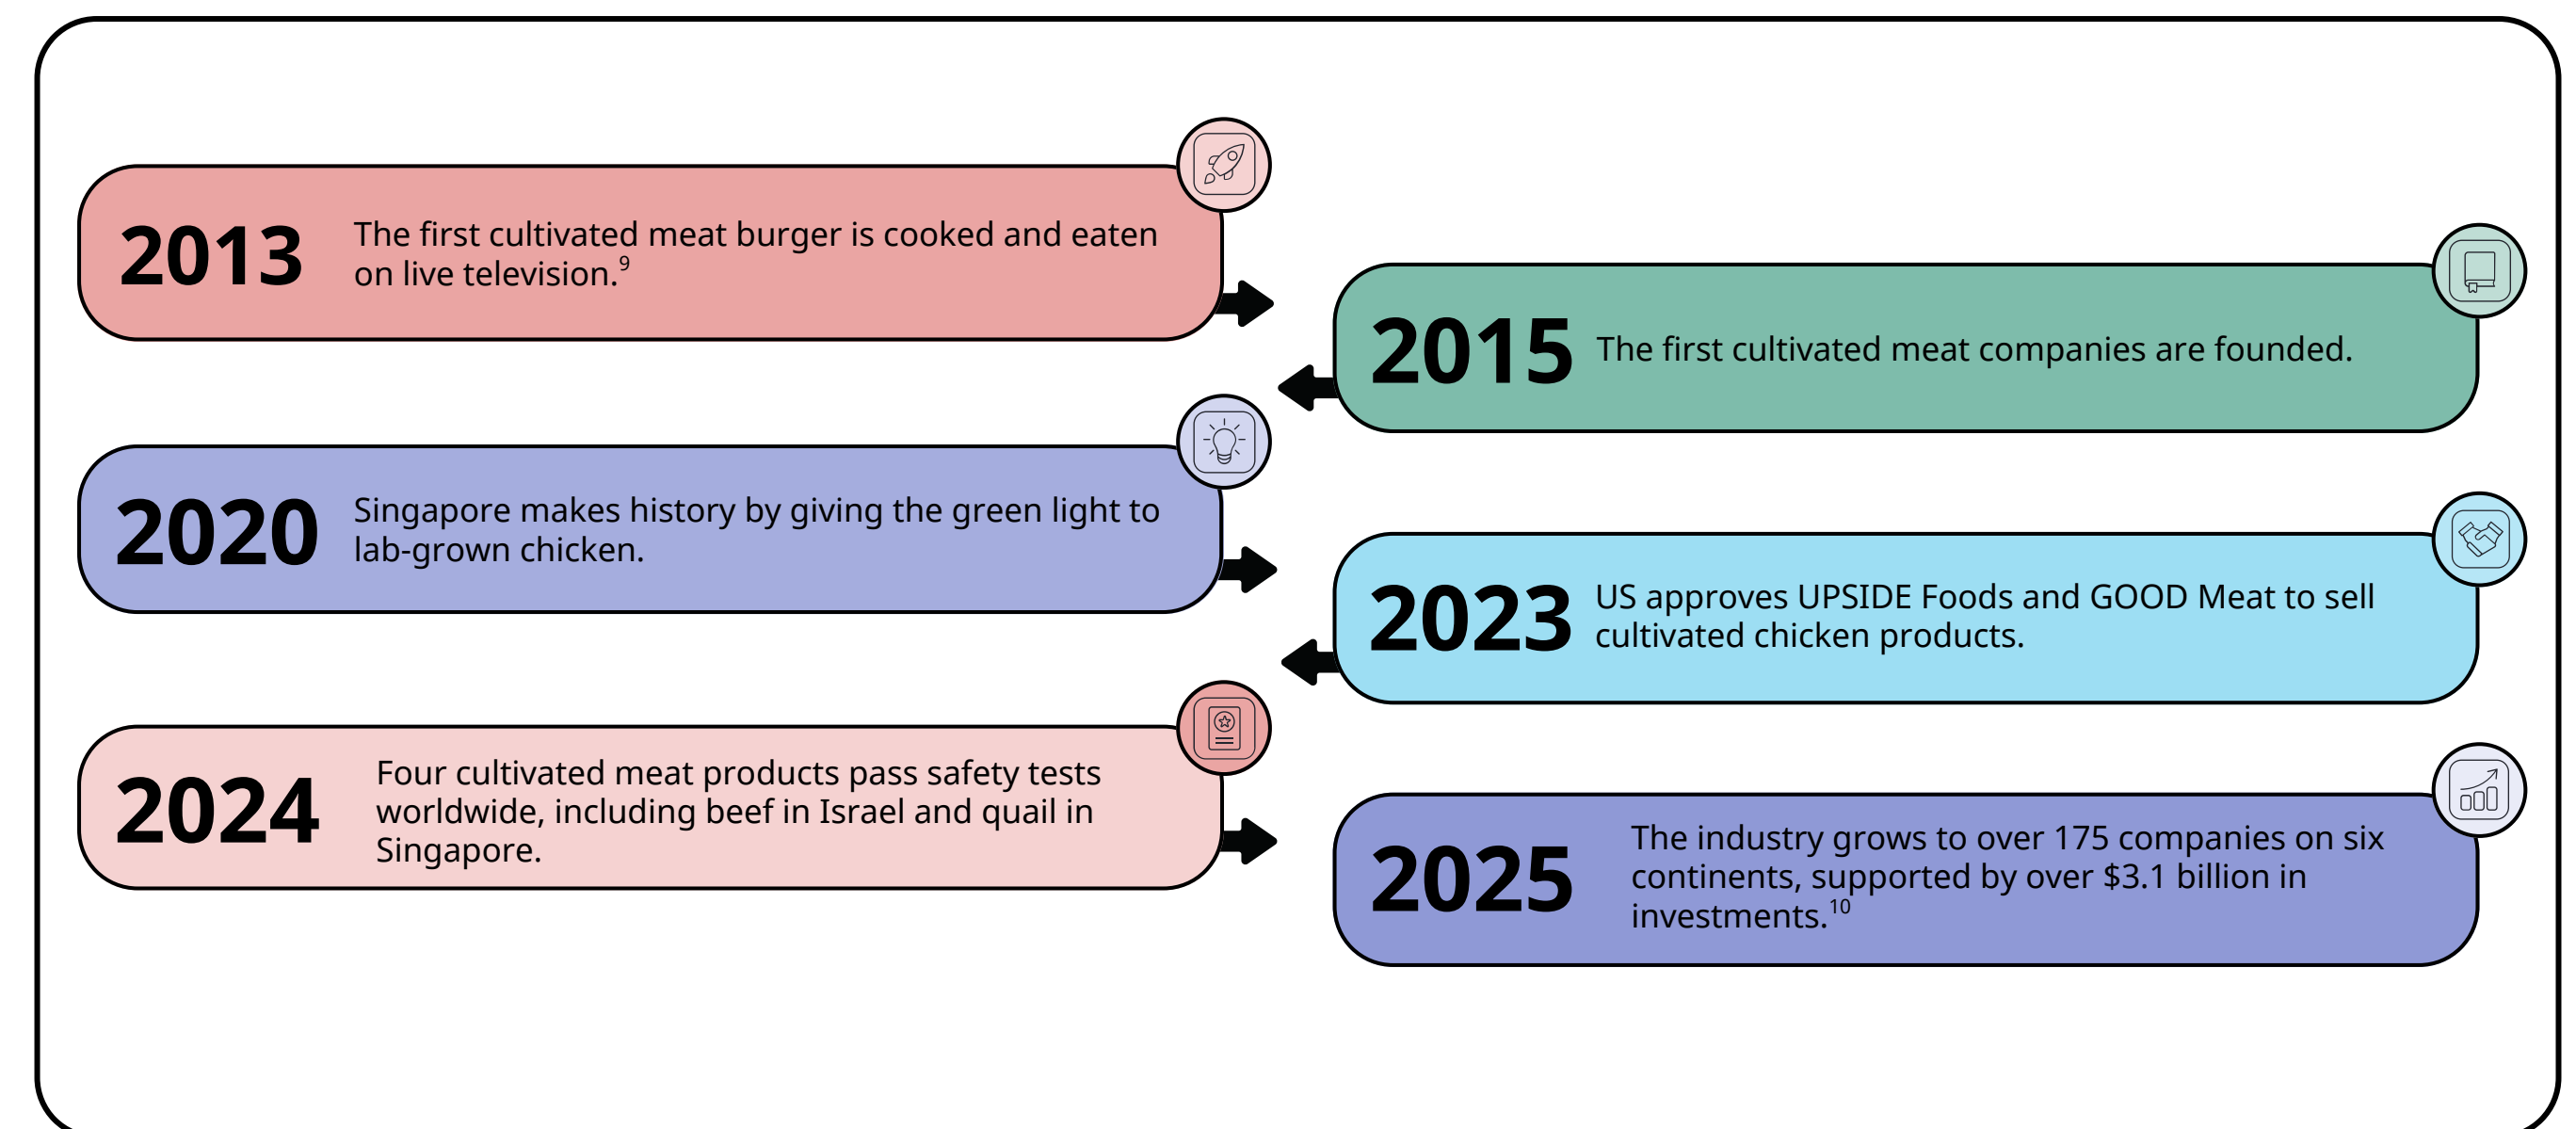 2013
The first cultivated meat burger is cooked and eaten
on live television.9
2015
The first cultivated meat companies are founded.
2020
Singapore makes history by giving the green light to
lab-grown chicken.
2023
US approves UPSIDE Foods and GOOD Meat to sell
cultivated chicken products.
2024
Four cultivated meat products pass safety tests
worldwide, including beef in Israel and quail in
Singapore.
2025
The industry grows to over 175 companies on six
continents, supported by over $3.1 billion in
investments.10